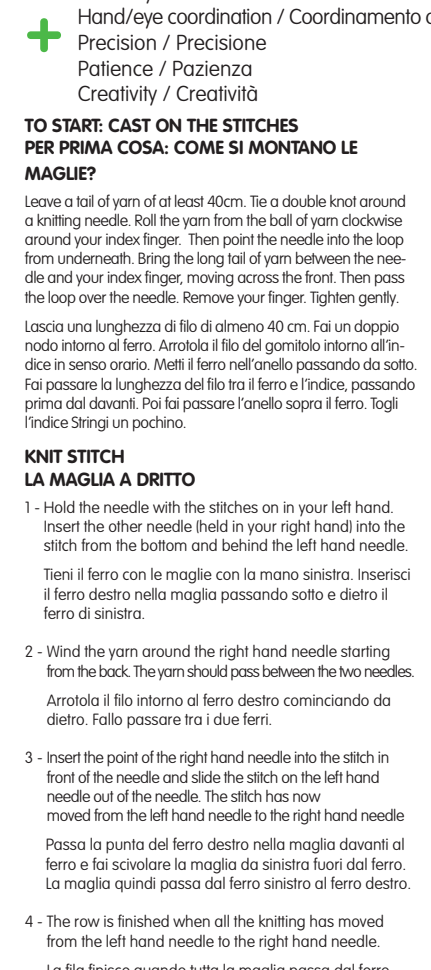 Hand/eye coordination / Coordinamento
Precision / Precisione
Patience / Pazienza
Creativity / Creatività
TO START: CAST ON THE STITCHES
PER PRIMA COSA: COME SI MONTANO LE
MAGLIE?
Leave a tail of yarn of at least 40cm. Tie a double knot around
a knitting needle. Roll the yarn from the ball of yarn clockwise
around your index finger. Then point the needle into the loop
from underneath. Bring the long tail of yarn between the nee-
dle and your index finger, moving across the front. Then pass
the loop over the needle. Remove your finger. Tighten gently.
Lascia una lunghezza di filo di almeno 40 cm. Fai un doppio
nodo intorno al ferro. Arrotola il filo del gomitolo intorno all'in-
dice in senso orario. Metti il ferro nell'anello passando da sotto.
Fai passare la lunghezza del filo tra il ferro e l'indice, passando
prima dal davanti. Poi fai passare l'anello sopra il ferro. Togli
l'indice Stringi un pochino.
KNIT STITCH
LA MAGLIA A DRITTO
1 - Hold the needle with the stitches on in your left hand.
Insert the other needle (held in your right hand) into the
stitch from the bottom and behind the left hand needle.
Tieni il ferro con le maglie con la mano sinistra. Inserisci
il ferro destro nella maglia passando sotto e dietro il
ferro di sinistra.
2 - Wind the yarn around the right hand needle starting
from the back. The yarn should pass between the two needles.
Arrotola il filo intorno al ferro destro cominciando da
dietro. Fallo passare tra i due ferri.
3 - Insert the point of the right hand needle into the stitch in
front of the needle and slide the stitch on the left hand
needle out of the needle. The stitch has now
moved from the left hand needle to the right hand needle
Passa la punta del ferro destro nella maglia davanti al
ferro e fai scivolare la maglia da sinistra fuori dal ferro.
La maglia quindi passa dal ferro sinistro al ferro destro.
4 - The row is finished when all the knitting has moved
from the left hand needle to the right hand needle.
La fila finisce quando tutta la maglia passa dal ferro